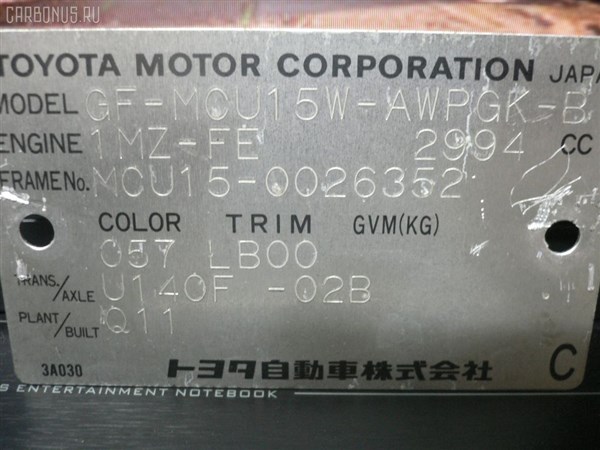 CARBONUS.RU
TOYOTA MOTOR CORPORATION JAPA
MODEL GF-MCU15W-AWPGK-B
ENGINE 1MZ-FE 2994 CC
FRAME No. MCU15-0026352
COLOR TRIM GVM(KG)
057 LB00
TRANS./AXLE U140F -02B
PLANT/BUILT Q11
3A030 トヨタ自動車株式会社 C
S ENTERTAINMENT NOTEBOOK